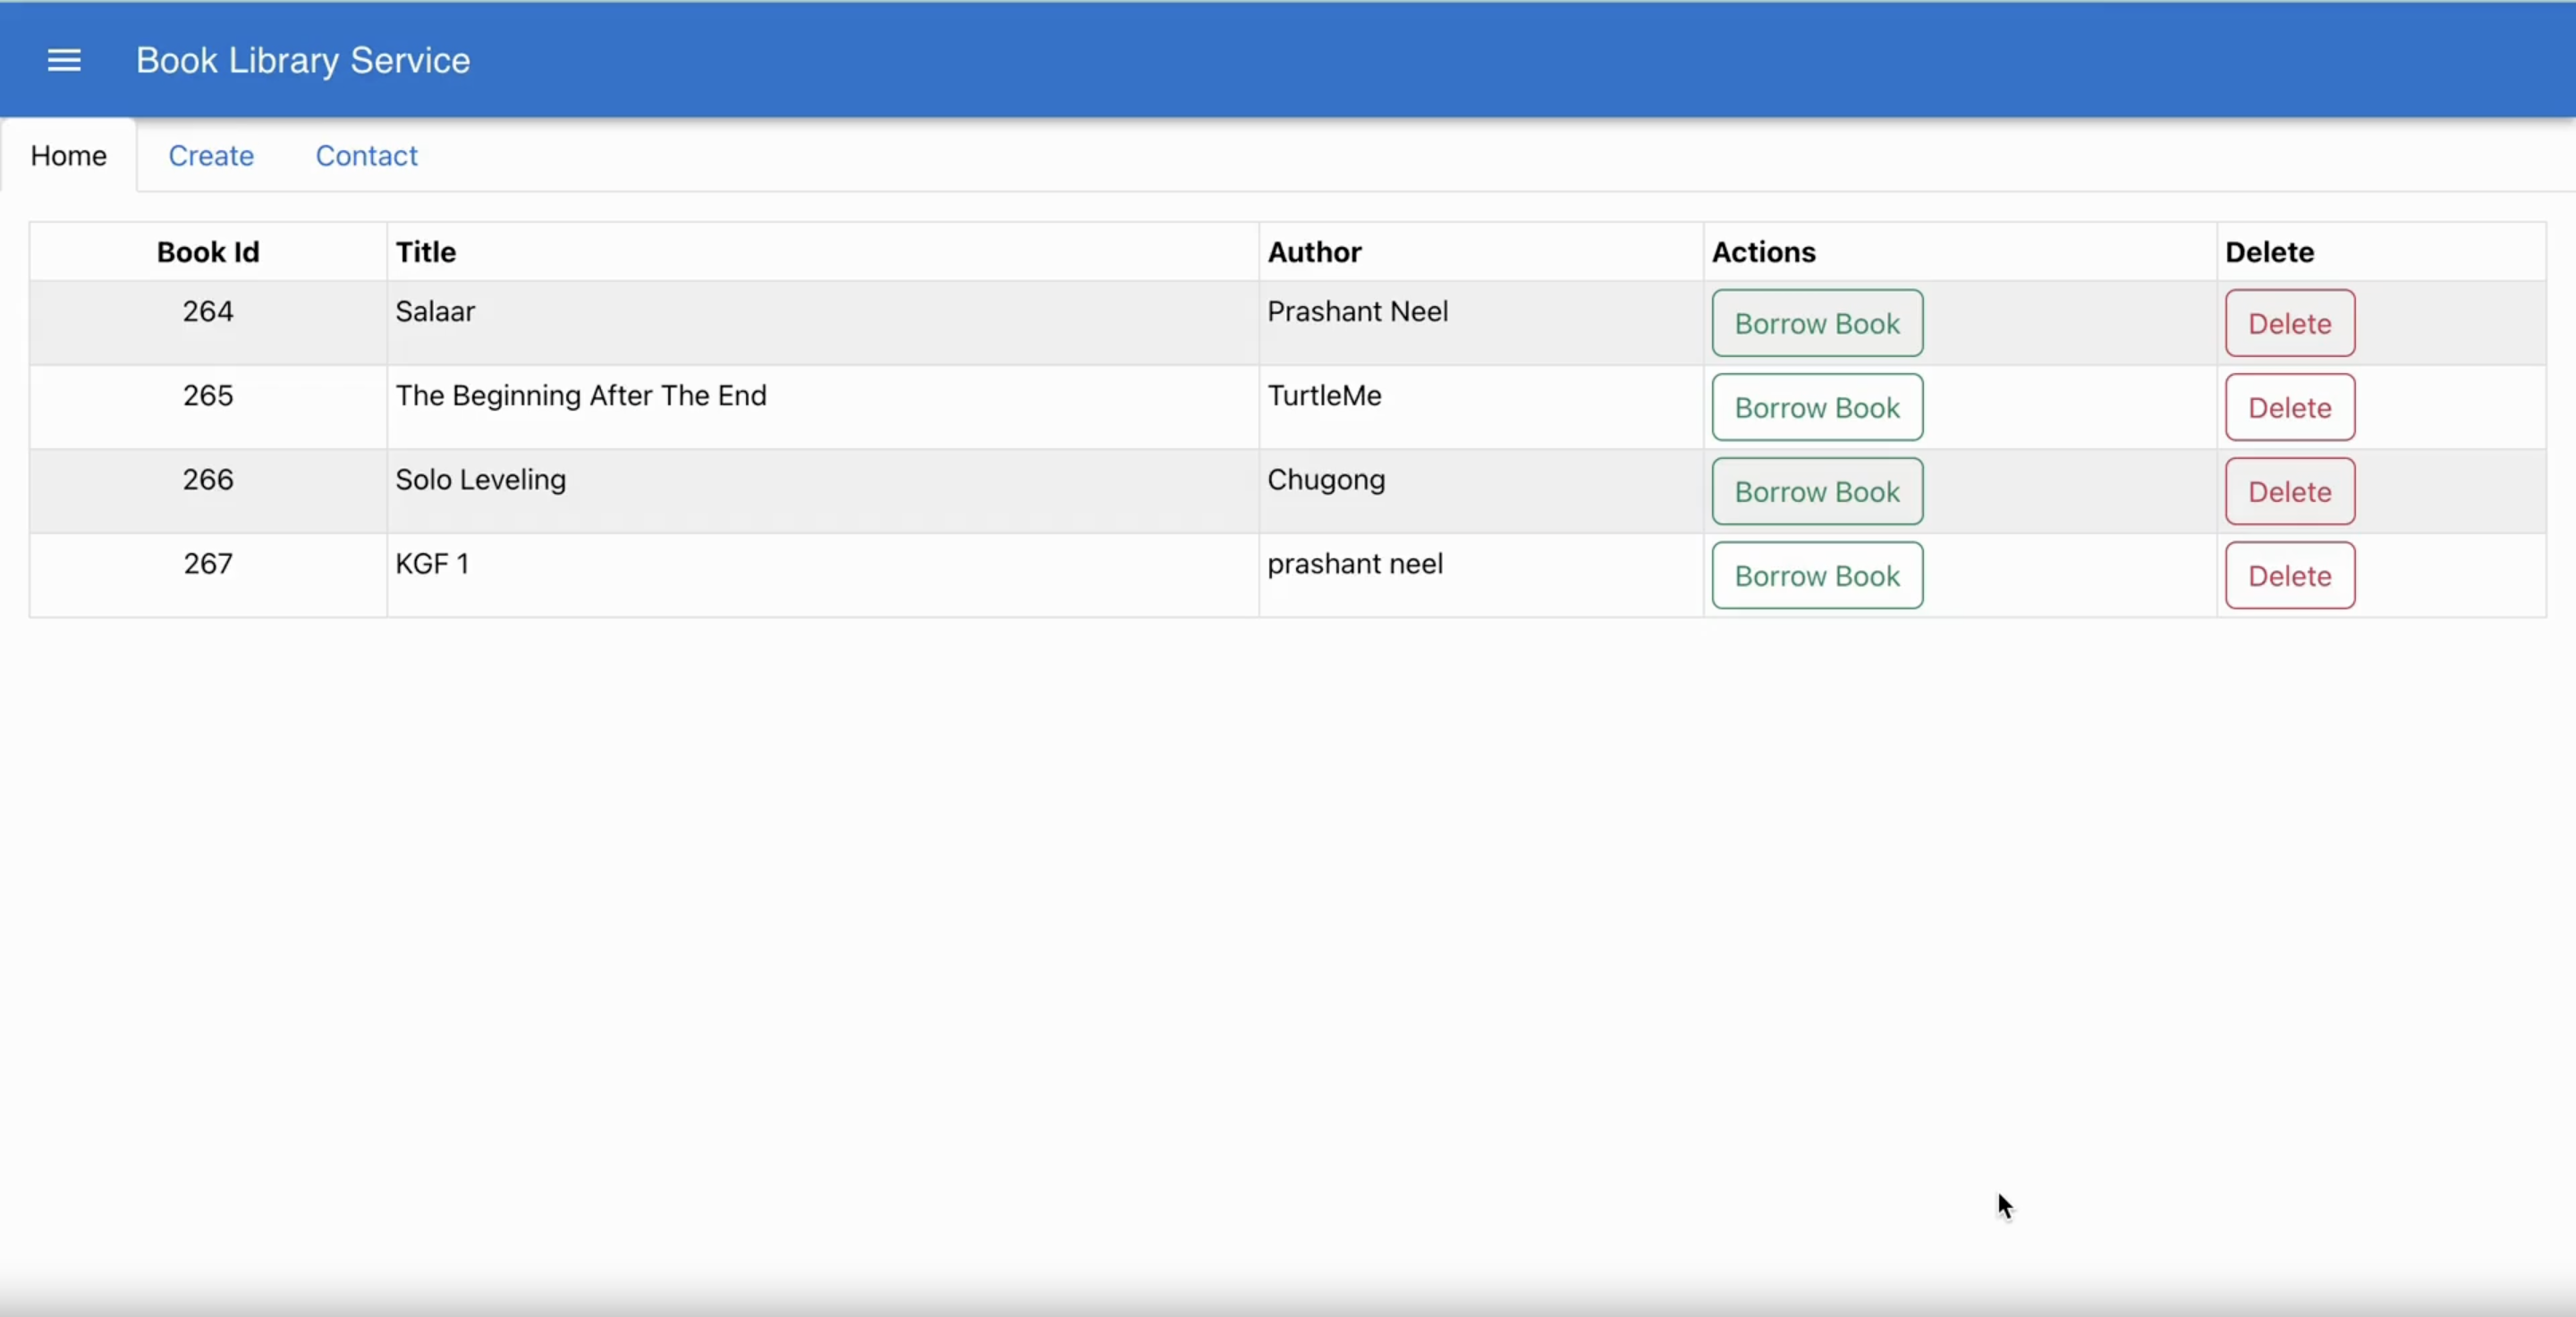 Book Library Service
Home Create Contact
Book Id Title Author Actions Delete
264 Salaar Prashant Neel Borrow Book Delete
265 The Beginning After The End TurtleMe Borrow Book Delete
266 Solo Leveling Chugong Borrow Book Delete
267 KGF 1 prashant neel Borrow Book Delete